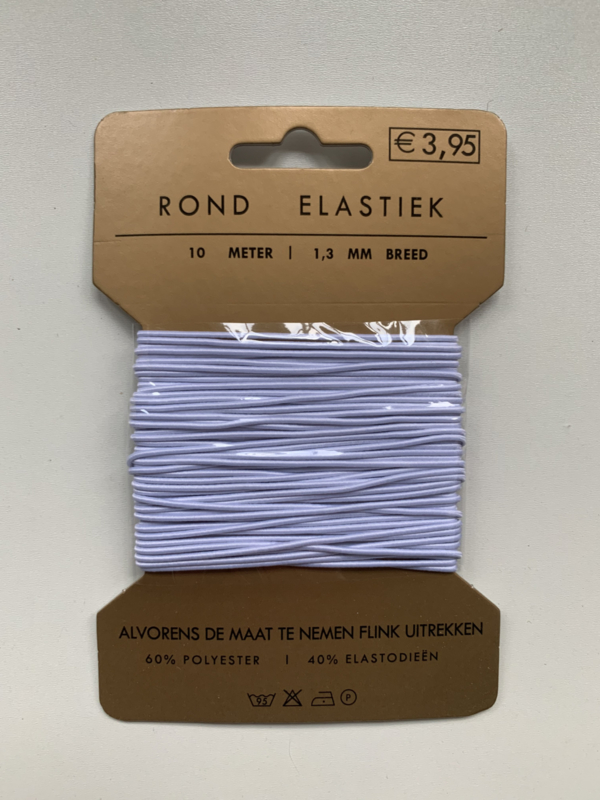 € 3,95
ROND ELASTIEK
10 METER | 1,3 MM BREED
ALVORENS DE MAAT TE NEMEN FLINK UITREKKEN
60% POLYESTER | 40% ELASTODIEËN
95 P